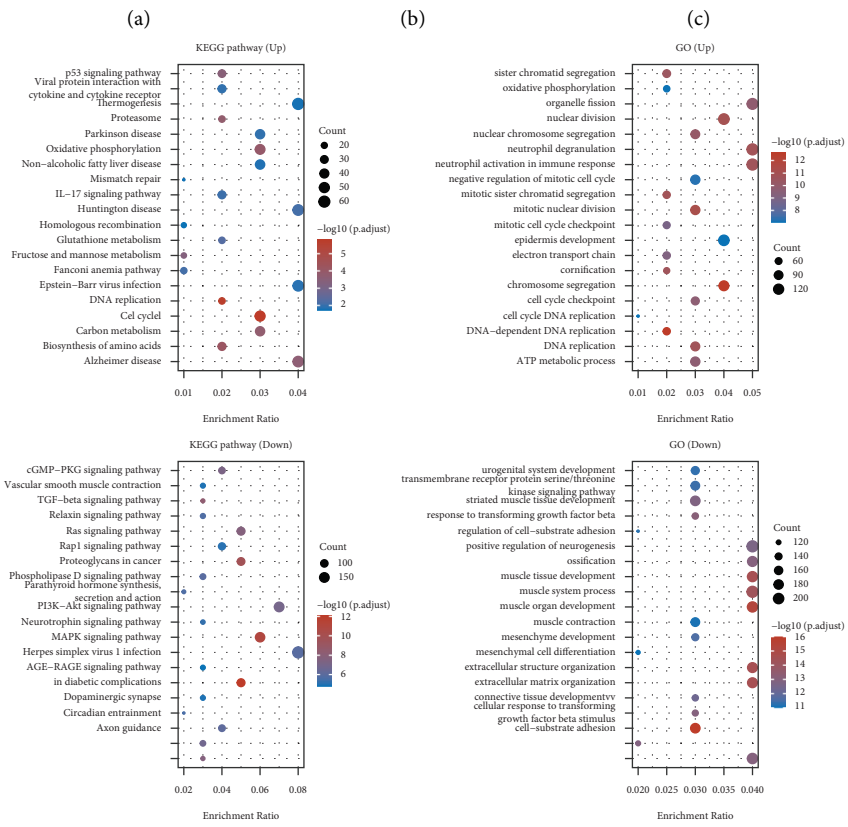 (a)
(b)
(c)
KEGG pathway (Up)
p53 signaling pathway
Viral protein interaction with
cytokine and cytokine receptor
Thermogenesis
Proteasome
Parkinson disease
Oxidative phosphorylation
Non−alcoholic fatty liver disease
Mismatch repair
IL−17 signaling pathway
Huntington disease
Homologous recombination
Glutathione metabolism
Fructose and mannose metabolism
Fanconi anemia pathway
Epstein−Barr virus infection
DNA replication
Cel cyclel
Carbon metabolism
Biosynthesis of amino acids
Alzheimer disease
0.01 0.02 0.03 0.04
Enrichment Ratio
Count
20
30
40
50
60
−log10 (p.adjust)
5
4
3
2
GO (Up)
sister chromatid segregation
oxidative phosphorylation
organelle fission
nuclear division
nuclear chromosome segregation
neutrophil degranulation
neutrophil activation in immune response
negative regulation of mitotic cell cycle
mitotic sister chromatid segregation
mitotic nuclear division
mitotic cell cycle checkpoint
epidermis development
electron transport chain
cornification
chromosome segregation
cell cycle checkpoint
cell cycle DNA replication
DNA−dependent DNA replication
DNA replication
ATP metabolic process
0.01 0.02 0.03 0.04 0.05
Enrichment Ratio
−log10 (p.adjust)
12
11
10
9
8
Count
60
90
120
KEGG pathway (Down)
cGMP−PKG signaling pathway
Vascular smooth muscle contraction
TGF−beta signaling pathway
Relaxin signaling pathway
Ras signaling pathway
Rap1 signaling pathway
Proteoglycans in cancer
Phospholipase D signaling pathway
Parathyroid hormone synthesis,
secretion and action
PI3K−Akt signaling pathway
Neurotrophin signaling pathway
MAPK signaling pathway
Herpes simplex virus 1 infection
AGE−RAGE signaling pathway
in diabetic complications
Dopaminergic synapse
Circadian entrainment
Axon guidance
0.02 0.04 0.06 0.08
Enrichment Ratio
Count
100
150
−log10 (p.adjust)
12
10
8
6
GO (Down)
urogenital system development
transmembrane receptor protein serine/threonine
kinase signaling pathway
striated muscle tissue development
response to transforming growth factor beta
regulation of cell−substrate adhesion
positive regulation of neurogenesis
ossification
muscle tissue development
muscle system process
muscle organ development
muscle contraction
mesenchyme development
mesenchymal cell differentiation
extracellular structure organization
extracellular matrix organization
connective tissue developmentvv
cellular response to transforming
growth factor beta stimulus
cell−substrate adhesion
0.020 0.025 0.030 0.035 0.040
Enrichment Ratio
Count
120
140
160
180
200
−log10 (p.adjust)
16
15
14
13
12
11